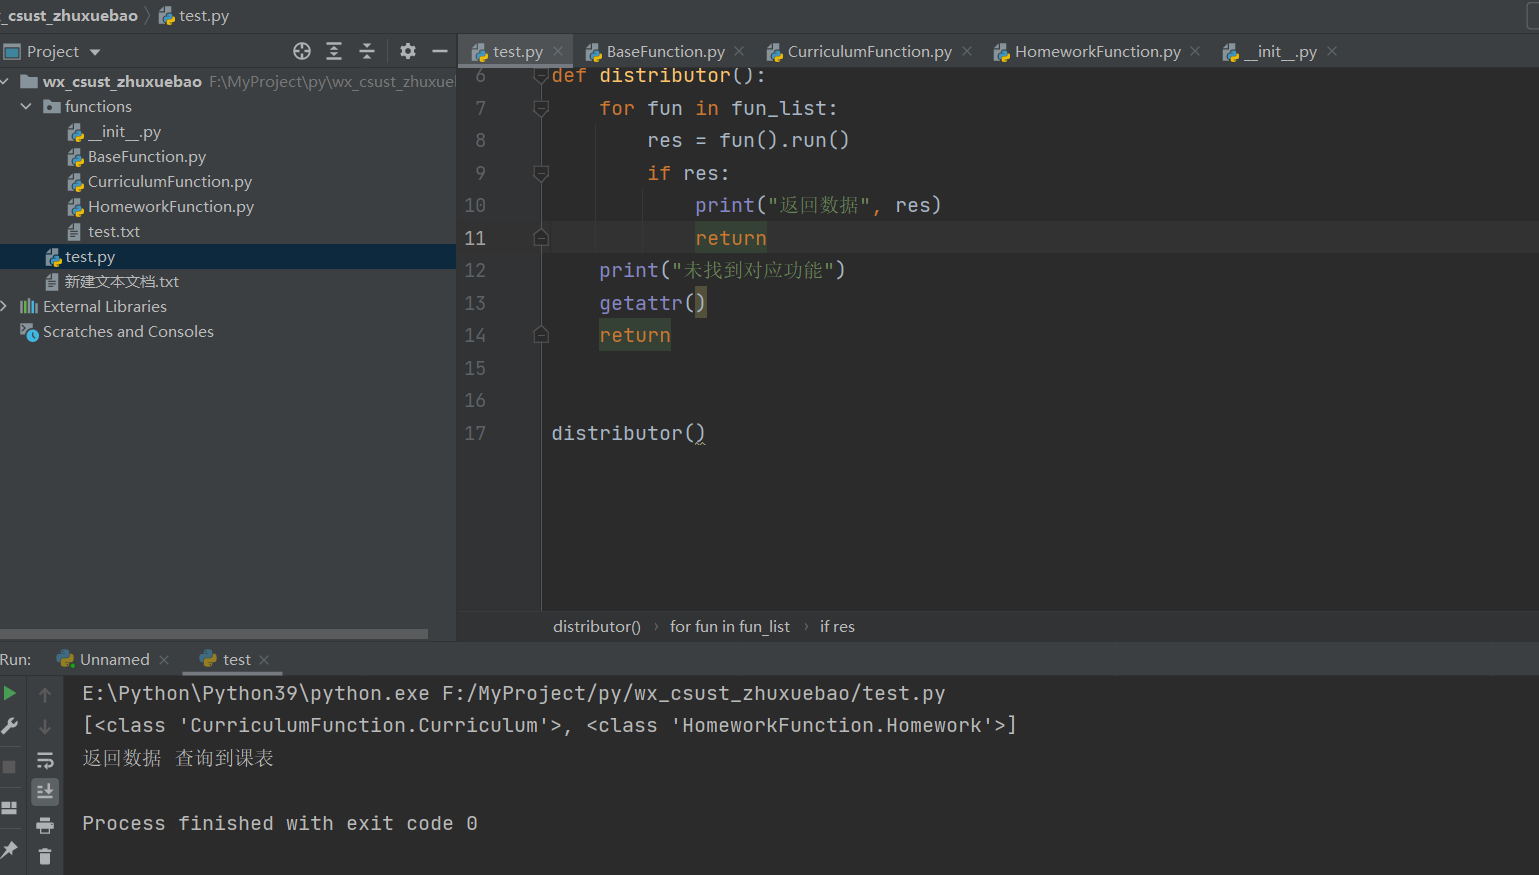 _csust_zhuxuebao test.py
Project
test.py BaseFunction.py CurriculumFunction.py HomeworkFunction.py __init__.py
wx_csust_zhuxuebao F:\MyProject\py\wx_csust_zhuxuel
functions
__init__.py
BaseFunction.py
CurriculumFunction.py
HomeworkFunction.py
test.txt
test.py
新建文本文档.txt
External Libraries
Scratches and Consoles
6 def distributor():
7 for fun in fun_list:
8 res = fun().run()
9 if res:
10 print("返回数据", res)
11 return
12 print("未找到对应功能")
13 getattr()
14 return
15
16
17 distributor()
distributor() › for fun in fun_list › if res
Run: Unnamed test
E:\Python\Python39\python.exe F:/MyProject/py/wx_csust_zhuxuebao/test.py
[<class 'CurriculumFunction.Curriculum'>, <class 'HomeworkFunction.Homework'>]
返回数据 查询到课表
Process finished with exit code 0